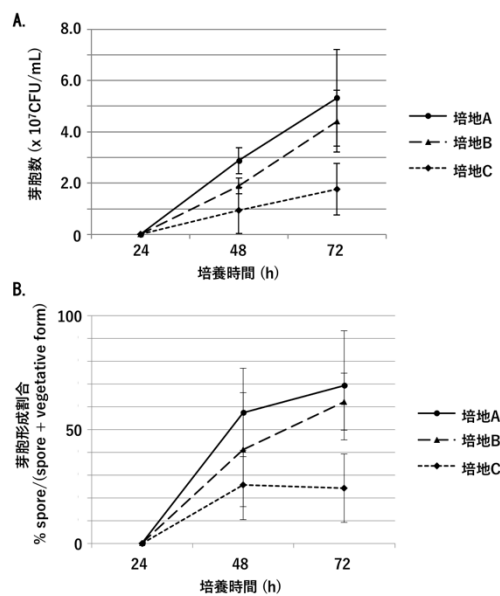 A.
芽胞数 (x 10⁷CFU/mL)
8.0
6.0
4.0
2.0
0
24
48
72
培養時間 (h)
培地A
培地B
培地C
B.
芽胞形成割合
% spore/(spore + vegetative form)
100
50
0
24
48
72
培養時間 (h)
培地A
培地B
培地C